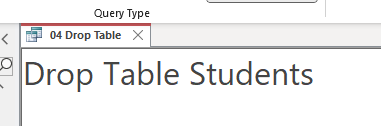 Query Type
04 Drop Table
Drop Table Students